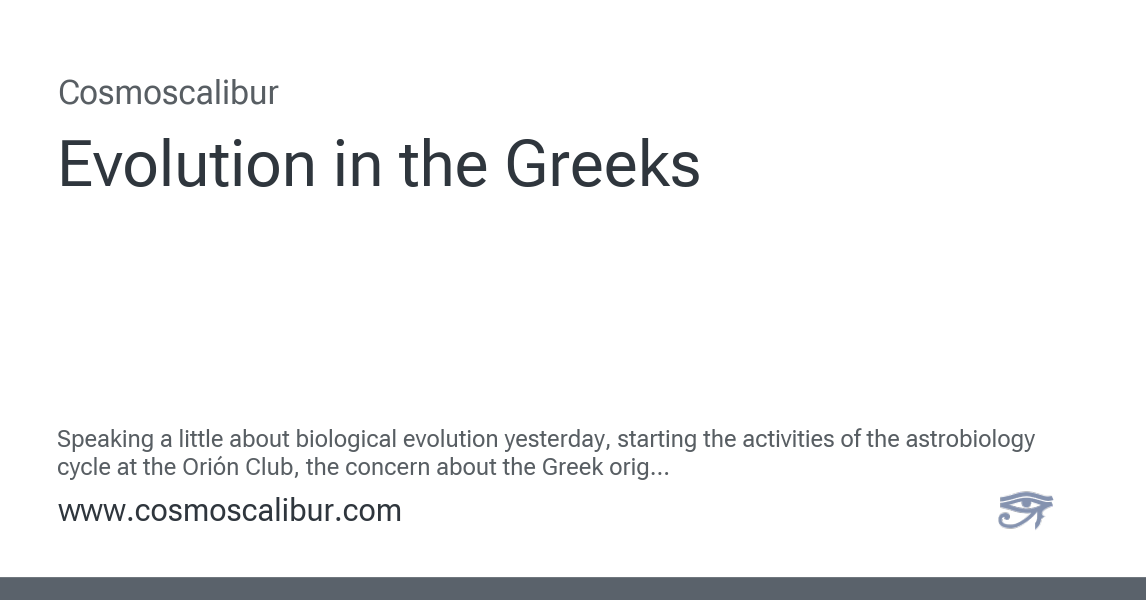 Cosmoscalibur
Evolution in the Greeks
Speaking a little about biological evolution yesterday, starting the activities of the astrobiology
cycle at the Orión Club, the concern about the Greek orig...
www.cosmoscalibur.com